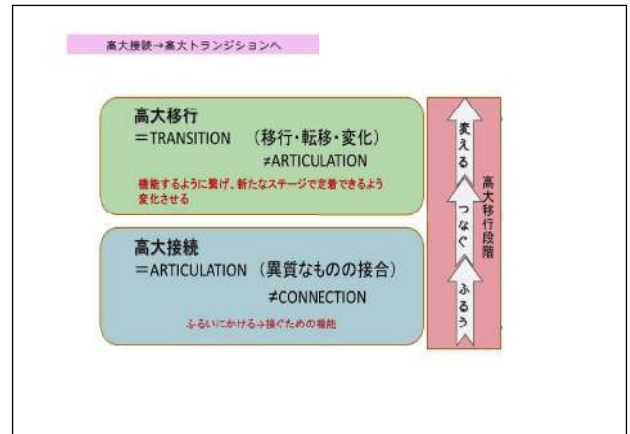 高大接続→高大トランジションへ
高大移行
=TRANSITION (移行・転移・変化)
≠ARTICULATION
機能するように繋げ、新たなステージで定着できるよう
変化させる
高大接続
=ARTICULATION (異質なものの接合)
≠CONNECTION
ふるいにかける→接ぐための機能
変える
つなぐ
ふるう
高大移行段階